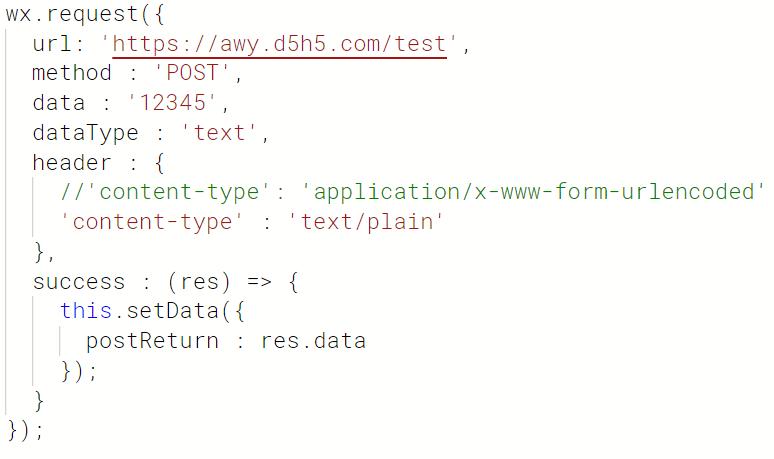 wx.request({
url: 'https://awy.d5h5.com/test',
method : 'POST',
data : '12345',
dataType : 'text',
header : {
//'content-type': 'application/x-www-form-urlencoded'
'content-type' : 'text/plain'
},
success : (res) => {
this.setData({
postReturn : res.data
});
}
});